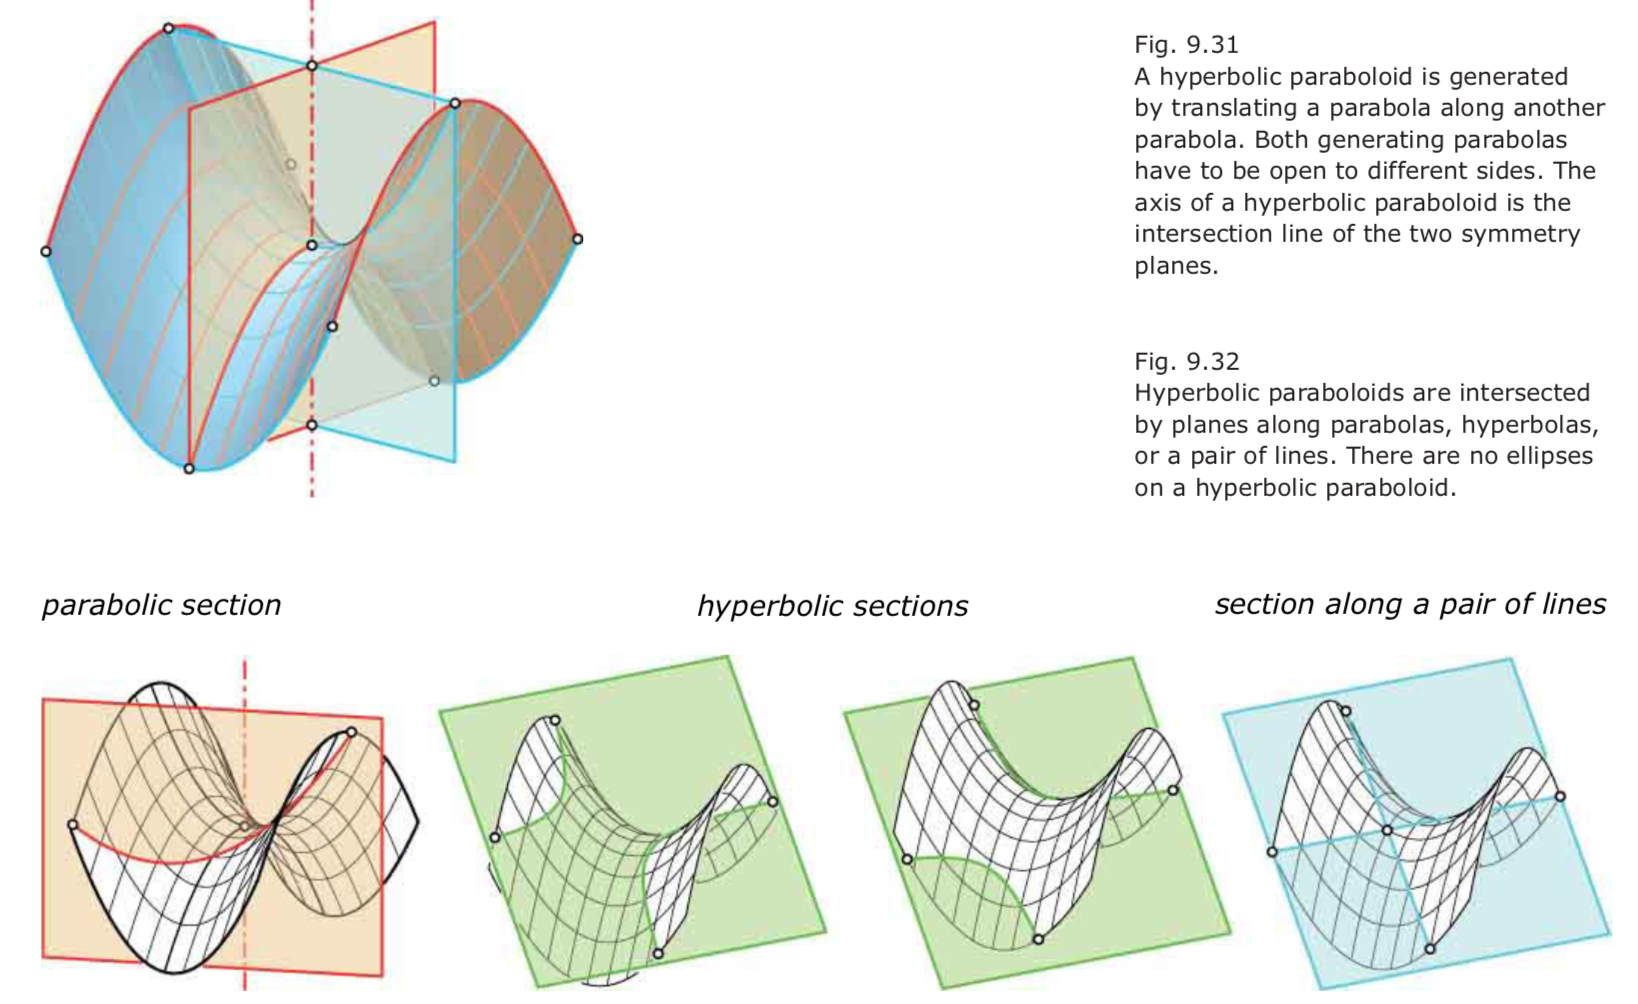 Fig. 9.31
A hyperbolic paraboloid is generated
by translating a parabola along another
parabola. Both generating parabolas
have to be open to different sides. The
axis of a hyperbolic paraboloid is the
intersection line of the two symmetry
planes.
Fig. 9.32
Hyperbolic paraboloids are intersected
by planes along parabolas, hyperbolas,
or a pair of lines. There are no ellipses
on a hyperbolic paraboloid.
parabolic section
hyperbolic sections
section along a pair of lines